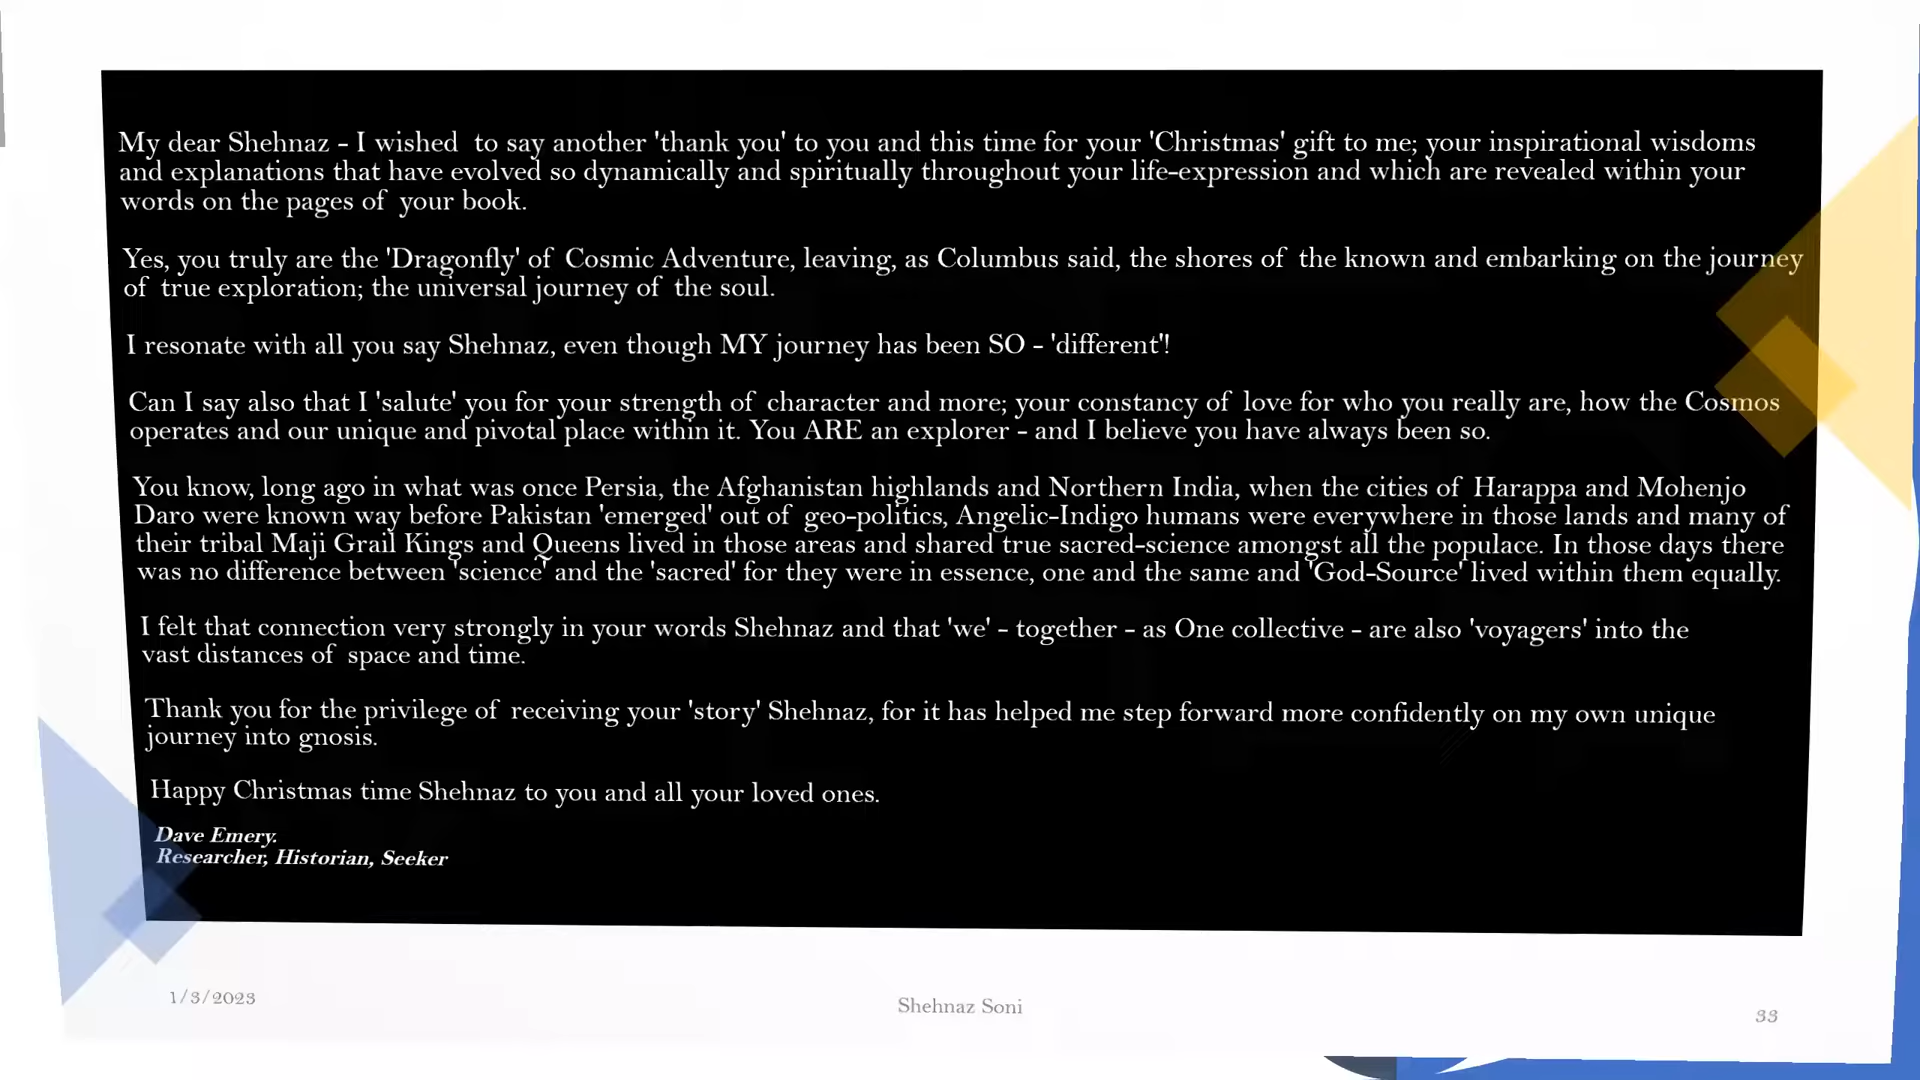 My dear Shehnaz - I wished to say another 'thank you' to you and this time for your 'Christmas' gift to me; your inspirational wisdoms
and explanations that have evolved so dynamically and spiritually throughout your life-expression and which are revealed within your
words on the pages of your book.
Yes, you truly are the 'Dragonfly' of Cosmic Adventure, leaving, as Columbus said, the shores of the known and embarking on the journey
of true exploration; the universal journey of the soul.
I resonate with all you say Shehnaz, even though MY journey has been SO - 'different'!
Can I say also that I 'salute' you for your strength of character and more; your constancy of love for who you really are, how the Cosmos
operates and our unique and pivotal place within it. You ARE an explorer - and I believe you have always been so.
You know, long ago in what was once Persia, the Afghanistan highlands and Northern India, when the cities of Harappa and Mohenjo
Daro were known way before Pakistan 'emerged' out of geo-politics, Angelic-Indigo humans were everywhere in those lands and many of
their tribal Maji Grail Kings and Queens lived in those areas and shared true sacred-science amongst all the populace. In those days there
was no difference between 'science' and the 'sacred' for they were in essence, one and the same and 'God-Source' lived within them equally.
I felt that connection very strongly in your words Shehnaz and that 'we' - together - as One collective - are also 'voyagers' into the
vast distances of space and time.
Thank you for the privilege of receiving your 'story' Shehnaz, for it has helped me step forward more confidently on my own unique
journey into gnosis.
Happy Christmas time Shehnaz to you and all your loved ones.
Dave Emery.
Researcher, Historian, Seeker
1/3/2023
Shehnaz Soni
33